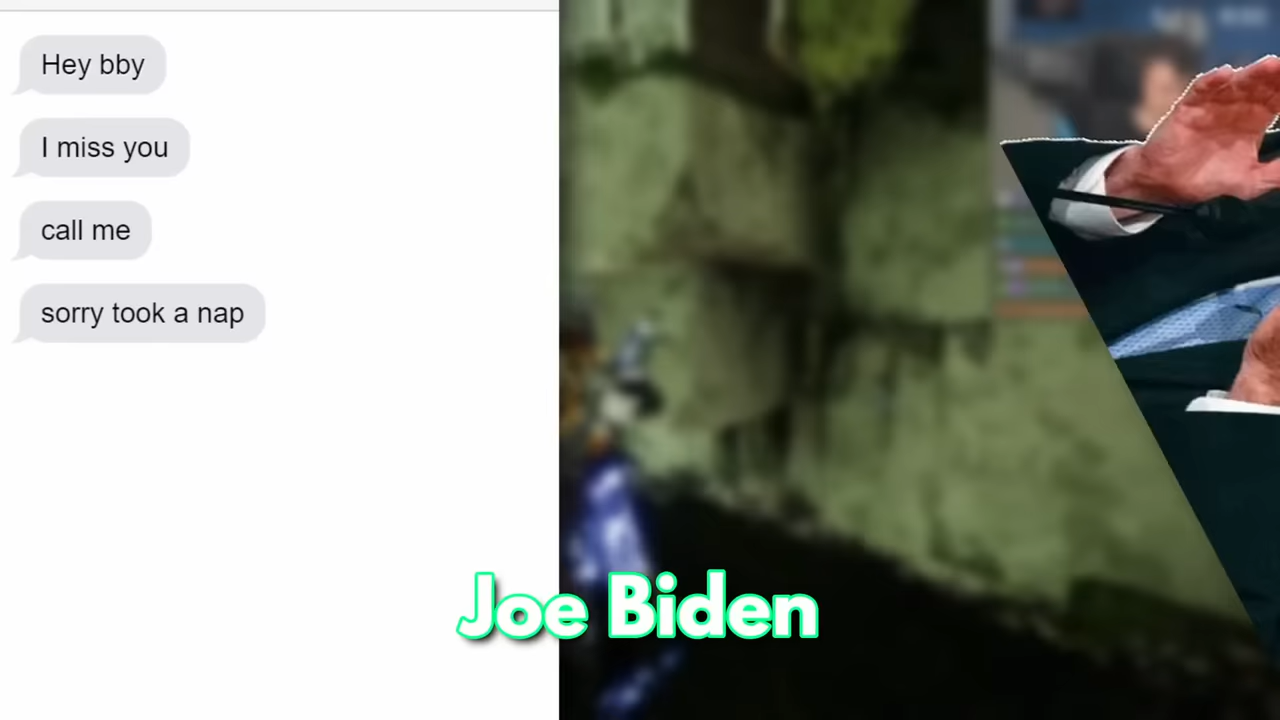 Hey bby
I miss you
call me
sorry took a nap
Joe Biden